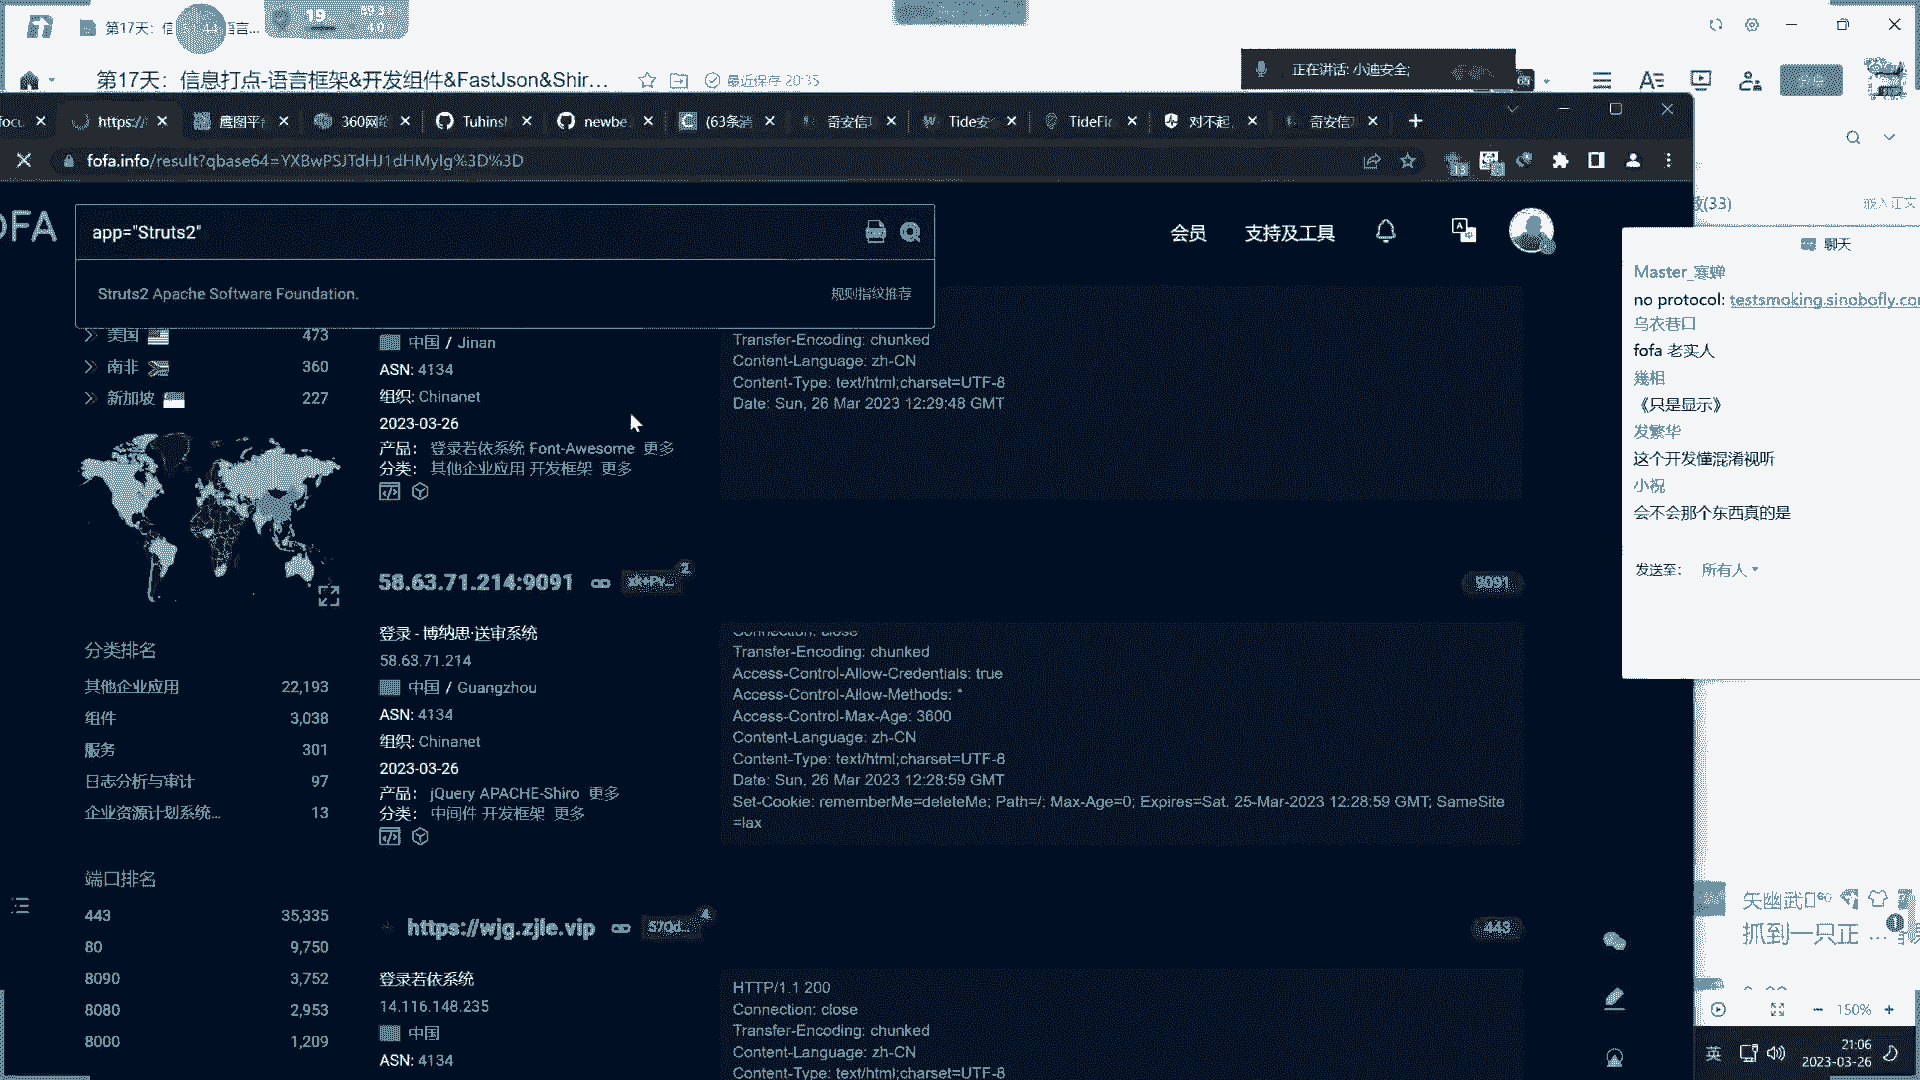 第17天：信
言...
19
第17天：信息打点-语言框架&开发组件&FastJson&Shir...
最近保存 20:35
正在讲话: 小迪安全;
https:/
鹰图平
360网络
Tuhins
newbe
(63条消
奇安信
Tide安
TideFi
对不起,
奇安信
fofa.info/result?qbase64=YXBwPSJTdHJ1dHMyIg%3D%3D
13
(33)
嵌入正文
OFA
app="Struts2"
会员
支持及工具
Struts2 Apache Software Foundation.
规则指纹推荐
美国
473
南非
360
新加坡
227
中国 / Jinan
ASN: 4134
组织: Chinanet
2023-03-26
产品： 登录若依系统 Font-Awesome 更多
分类： 其他企业应用 开发框架 更多
Transfer-Encoding: chunked
Content-Language: zh-CN
Content-Type: text/html;charset=UTF-8
Date: Sun, 26 Mar 2023 12:29:48 GMT
58.63.71.214:9091
2
9091
登录 - 博纳思·送审系统
58.63.71.214
中国 / Guangzhou
ASN: 4134
组织: Chinanet
2023-03-26
产品： jQuery APACHE-Shiro 更多
分类： 中间件 开发框架 更多
Connection: close
Transfer-Encoding: chunked
Access-Control-Allow-Credentials: true
Access-Control-Allow-Methods: *
Access-Control-Max-Age: 3600
Content-Language: zh-CN
Content-Type: text/html;charset=UTF-8
Date: Sun, 26 Mar 2023 12:28:59 GMT
Set-Cookie: rememberMe=deleteMe; Path=/; Max-Age=0; Expires=Sat, 25-Mar-2023 12:28:59 GMT; SameSite
=lax
分类排名
其他企业应用
22,193
组件
3,038
服务
301
日志分析与审计
97
企业资源计划系统...
13
端口排名
443
35,335
80
9,750
8090
3,752
8080
2,953
8000
1,209
https://wjg.zjle.vip
570d...
4
443
登录若依系统
14.116.148.235
中国
ASN: 4134
HTTP/1.1 200
Connection: close
Transfer-Encoding: chunked
Content-Language: zh-CN
Content-Type: text/html;charset=UTF-8
聊天
Master_寒蝉
no protocol: testsmoking.sinobofly.co
乌衣巷口
fofa 老实人
幾相
《只是显示》
发繁华
这个开发懂混淆视听
小祝
会不会那个东西真的是
发送至：
所有人
抓到一只正 ...
150%
英
21:06
2023-03-26